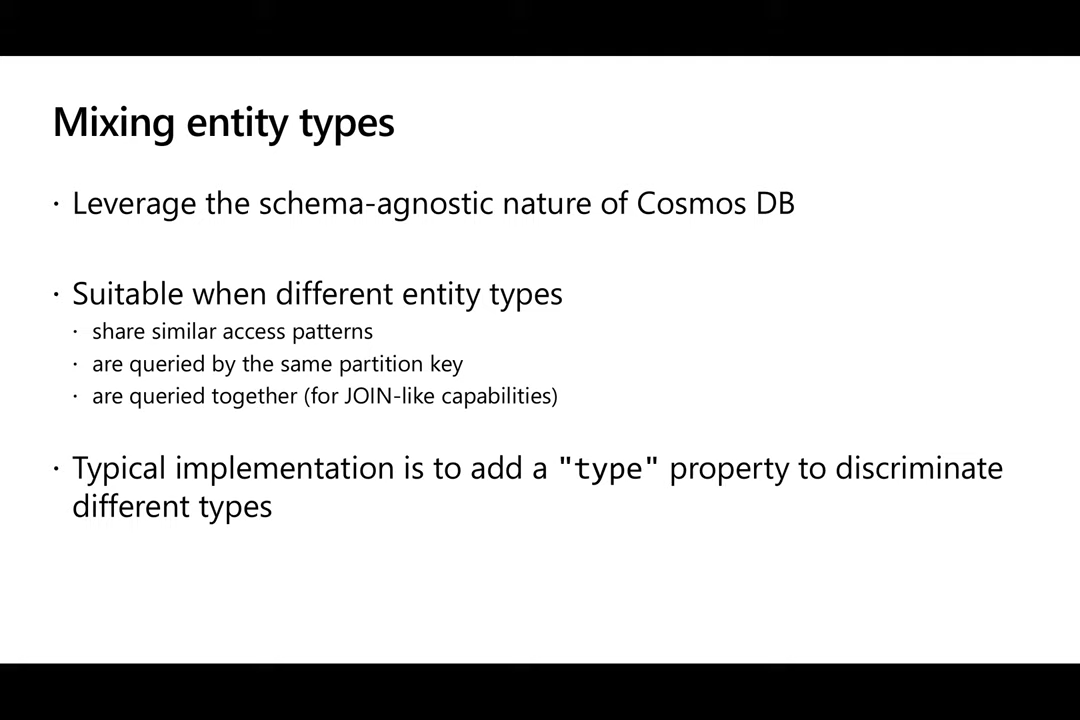 Mixing entity types
· Leverage the schema-agnostic nature of Cosmos DB
· Suitable when different entity types
· share similar access patterns
· are queried by the same partition key
· are queried together (for JOIN-like capabilities)
· Typical implementation is to add a "type" property to discriminate
different types